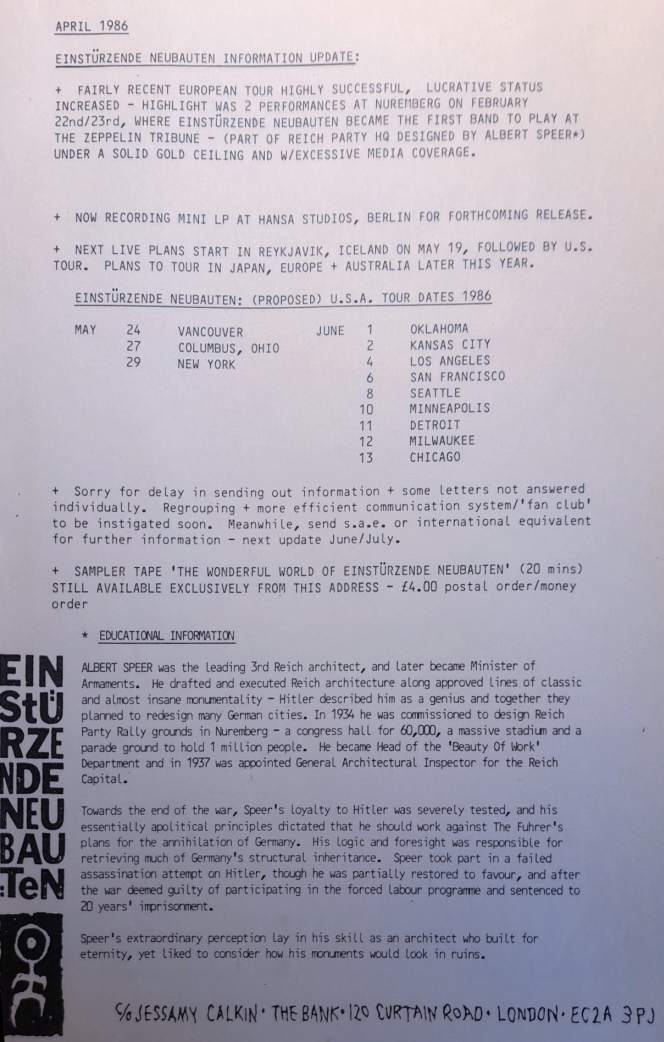 APRIL 1986
EINSTÜRZENDE NEUBAUTEN INFORMATION UPDATE:
+ FAIRLY RECENT EUROPEAN TOUR HIGHLY SUCCESSFUL, LUCRATIVE STATUS
INCREASED - HIGHLIGHT WAS 2 PERFORMANCES AT NUREMBERG ON FEBRUARY
22nd/23rd, WHERE EINSTÜRZENDE NEUBAUTEN BECAME THE FIRST BAND TO PLAY AT
THE ZEPPELIN TRIBUNE - (PART OF REICH PARTY HQ DESIGNED BY ALBERT SPEER*)
UNDER A SOLID GOLD CEILING AND W/EXCESSIVE MEDIA COVERAGE.
+ NOW RECORDING MINI LP AT HANSA STUDIOS, BERLIN FOR FORTHCOMING RELEASE.
+ NEXT LIVE PLANS START IN REYKJAVIK, ICELAND ON MAY 19, FOLLOWED BY U.S.
TOUR. PLANS TO TOUR IN JAPAN, EUROPE + AUSTRALIA LATER THIS YEAR.
EINSTÜRZENDE NEUBAUTEN: (PROPOSED) U.S.A. TOUR DATES 1986
MAY 24 VANCOUVER JUNE 1 OKLAHOMA
27 COLUMBUS, OHIO 2 KANSAS CITY
29 NEW YORK 4 LOS ANGELES
6 SAN FRANCISCO
8 SEATTLE
10 MINNEAPOLIS
11 DETROIT
12 MILWAUKEE
13 CHICAGO
+ Sorry for delay in sending out information + some letters not answered
individually. Regrouping + more efficient communication system/'fan club'
to be instigated soon. Meanwhile, send s.a.e. or international equivalent
for further information - next update June/July.
+ SAMPLER TAPE 'THE WONDERFUL WORLD OF EINSTÜRZENDE NEUBAUTEN' (20 mins)
STILL AVAILABLE EXCLUSIVELY FROM THIS ADDRESS - £4.00 postal order/money
order
* EDUCATIONAL INFORMATION
ALBERT SPEER was the leading 3rd Reich architect, and later became Minister of
Armaments. He drafted and executed Reich architecture along approved lines of classic
and almost insane monumentality - Hitler described him as a genius and together they
planned to redesign many German cities. In 1934 he was commissioned to design Reich
Party Rally grounds in Nuremberg - a congress hall for 60,000, a massive stadium and a
parade ground to hold 1 million people. He became Head of the 'Beauty Of Work'
Department and in 1937 was appointed General Architectural Inspector for the Reich
Capital.
Towards the end of the war, Speer's loyalty to Hitler was severely tested, and his
essentially apolitical principles dictated that he should work against The Fuhrer's
plans for the annihilation of Germany. His logic and foresight was responsible for
retrieving much of Germany's structural inheritance. Speer took part in a failed
assassination attempt on Hitler, though he was partially restored to favour, and after
the war deemed guilty of participating in the forced labour programme and sentenced to
20 years' imprisonment.
Speer's extraordinary perception lay in his skill as an architect who built for
eternity, yet liked to consider how his monuments would look in ruins.
EIN
StÜ
RZE
NDE
NEU
BAU
:TeN
C/o JESSAMY CALKIN · THE BANK · 120 CURTAIN ROAD · LONDON · EC2A 3PJ